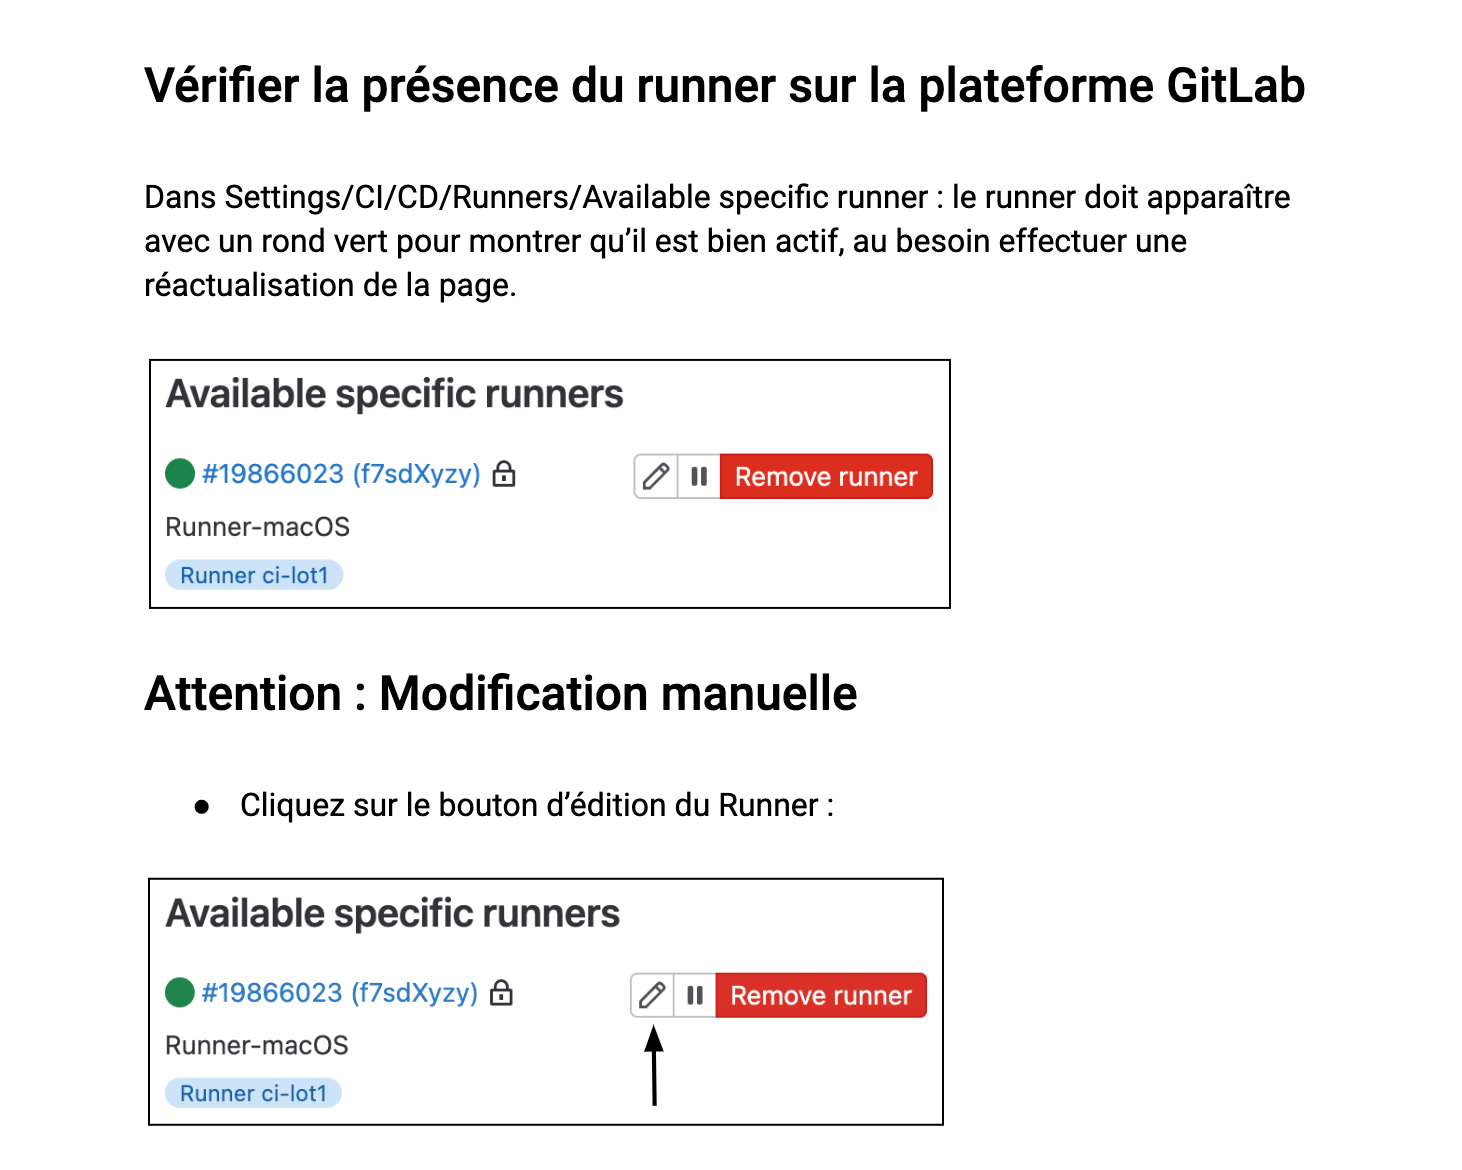 Vérifier la présence du runner sur la plateforme GitLab
Dans Settings/CI/CD/Runners/Available specific runner : le runner doit apparaître
avec un rond vert pour montrer qu’il est bien actif, au besoin effectuer une
réactualisation de la page.
Available specific runners
#19866023 (f7sdXyzy)
Remove runner
Runner-macOS
Runner ci-lot1
Attention : Modification manuelle
● Cliquez sur le bouton d’édition du Runner :
Available specific runners
#19866023 (f7sdXyzy)
Remove runner
Runner-macOS
Runner ci-lot1